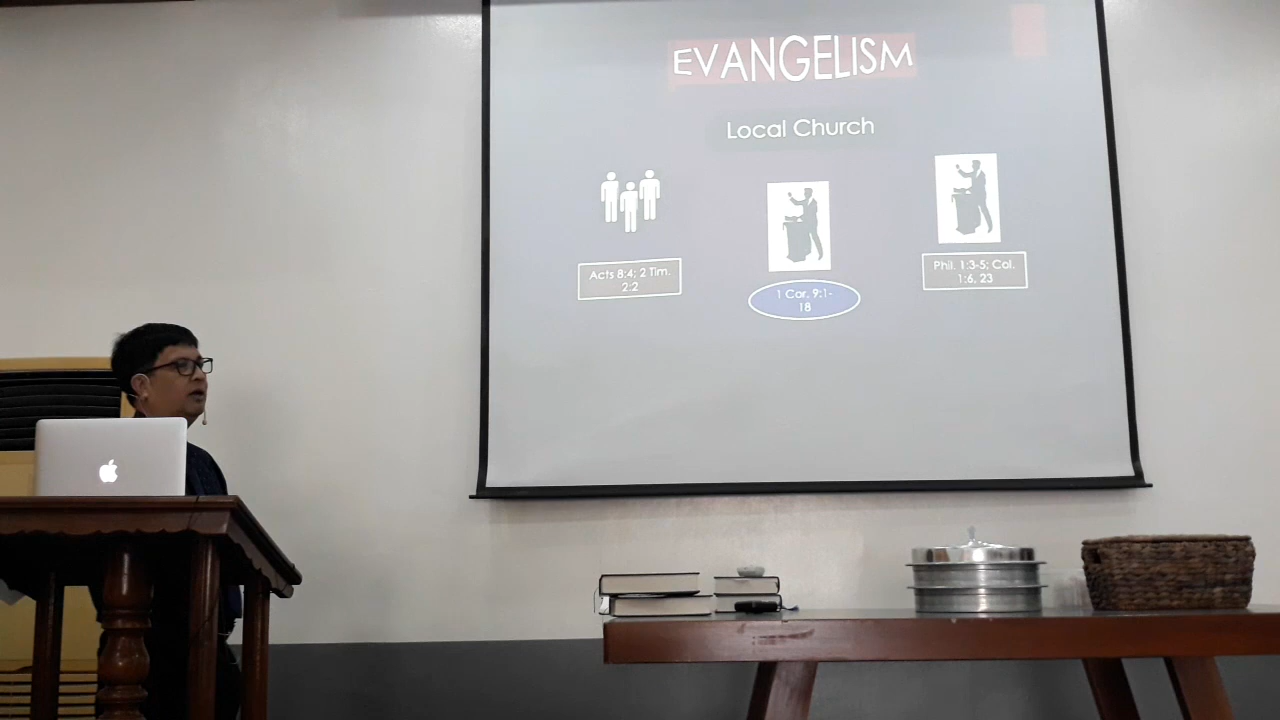 EVANGELISM
Local Church
Acts 8:4; 2 Tim.
2:2
1 Cor. 9:1-
18
Phil. 1:3-5; Col.
1:6, 23